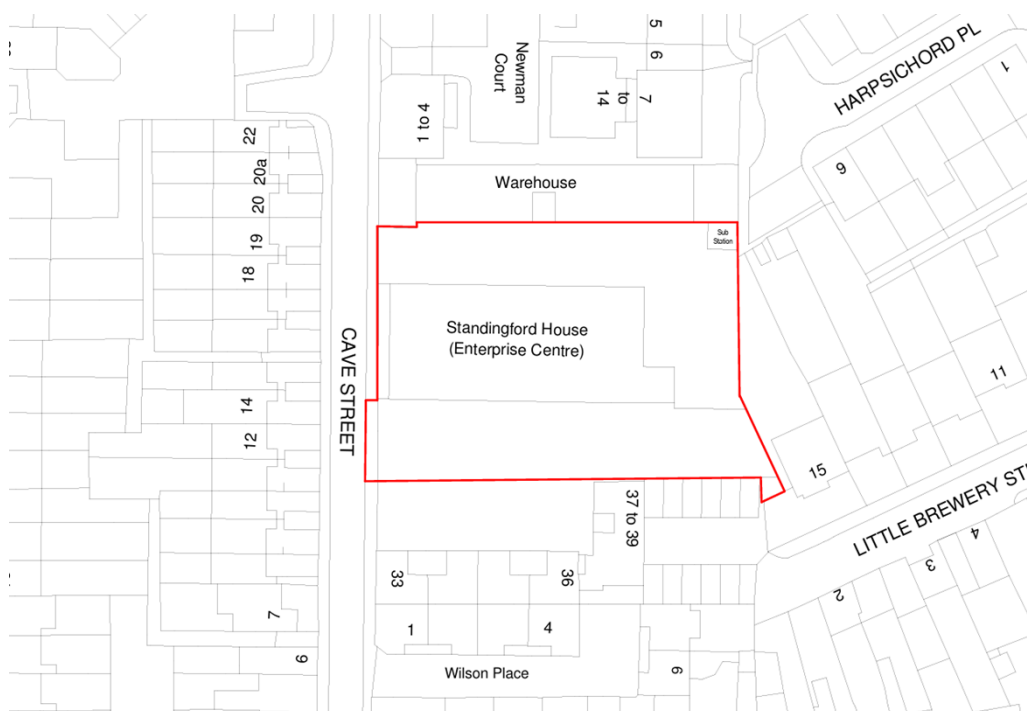 5
6
Newman
Court
7
to
14
1 to 4
HARPSICHORD PL
1
9
22
20a
20
19
18
Warehouse
Sub
Station
Standingford House
(Enterprise Centre)
CAVE STREET
14
12
11
15
LITTLE BREWERY ST
37 to 39
33
36
4
3
2
7
6
1
4
Wilson Place
6